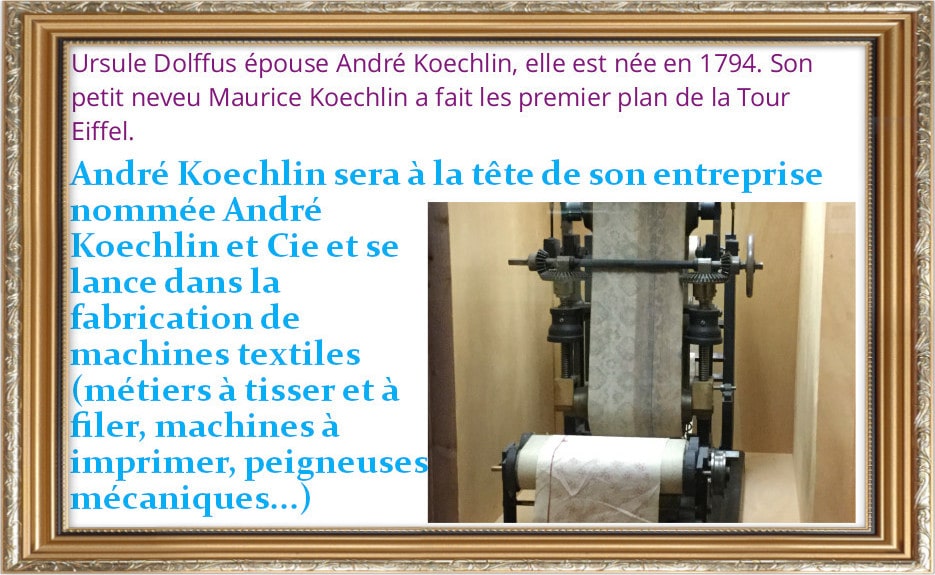 Ursule Dolffus épouse André Koechlin, elle est née en 1794. Son
petit neveu Maurice Koechlin a fait les premier plan de la Tour
Eiffel.
André Koechlin sera à la tête de son entreprise
nommée André
Koechlin et Cie et se
lance dans la
fabrication de
machines textiles
(métiers à tisser et à
filer, machines à
imprimer, peigneuses
mécaniques...)